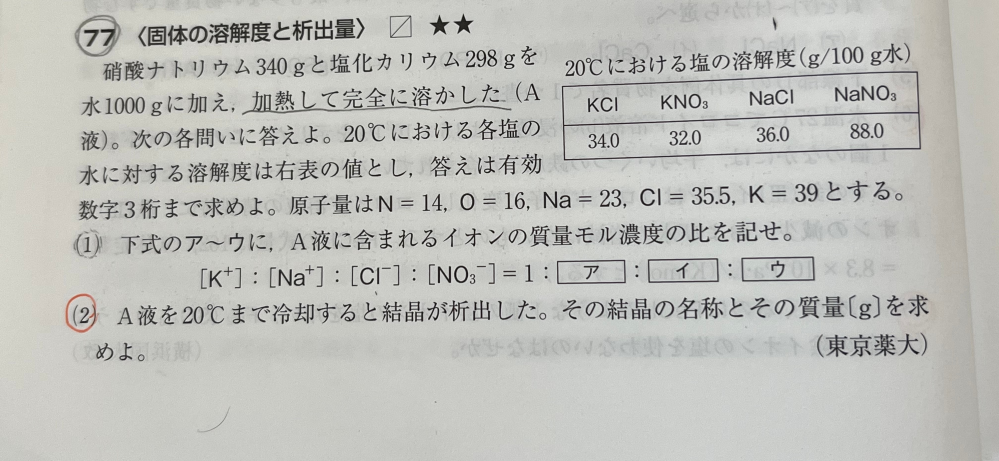 77 〈固体の溶解度と析出量〉 ★★
硝酸ナトリウム340gと塩化カリウム298gを
水1000gに加え,加熱して完全に溶かした(A
液)。次の各問いに答えよ。20℃における各塩の
水に対する溶解度は右表の値とし,答えは有効
数字3桁まで求めよ。原子量はN=14, O=16, Na=23, Cl=35.5, K=39とする。
20℃における塩の溶解度(g/100g水)
KCl KNO₃ NaCl NaNO₃
34.0 32.0 36.0 88.0
(1) 下式のア〜ウに,A液に含まれるイオンの質量モル濃度の比を記せ。
[K⁺]:[Na⁺]:[Cl⁻]:[NO₃⁻]=1:ア:イ:ウ
(2) A液を20℃まで冷却すると結晶が析出した。その結晶の名称とその質量〔g〕を求
めよ。
(東京薬大)